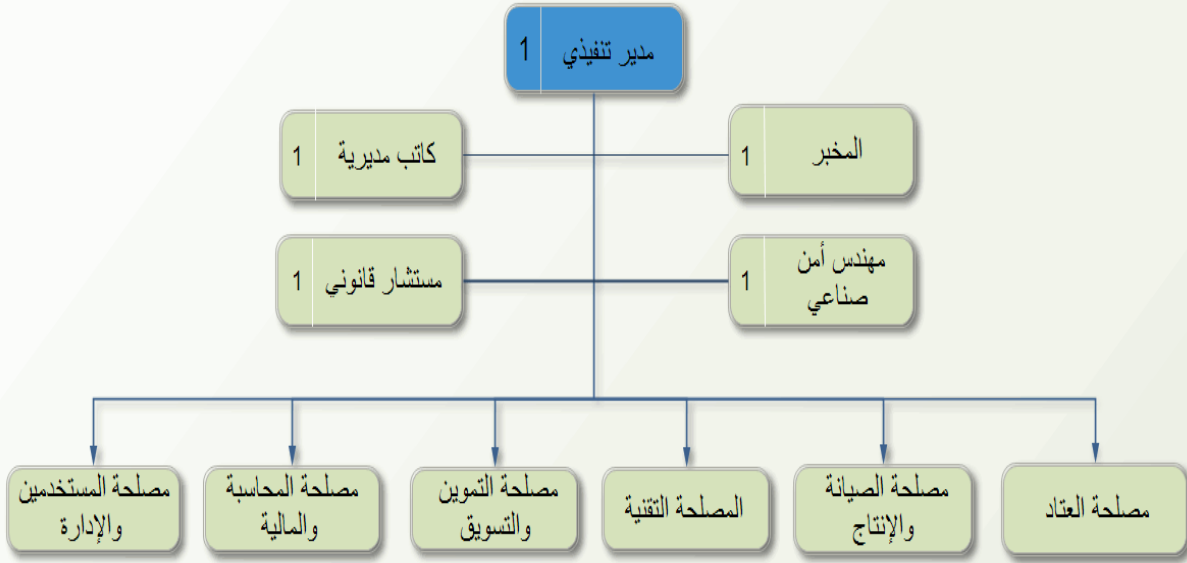 مدير تنفيذي 1
المخبر 1
كاتب مديرية 1
مهندس أمن
صناعي
1
مستشار قانوني 1
مصلحة العتاد
مصلحة الصيانة
والإنتاج
المصلحة التقنية
مصلحة التموين
والتسويق
مصلحة المحاسبة
والمالية
مصلحة المستخدمين
والإدارة